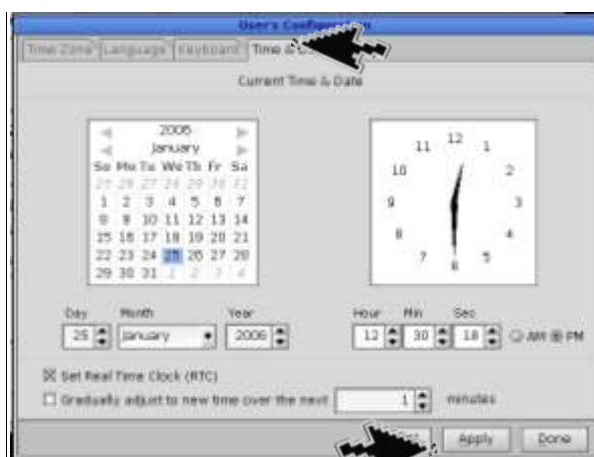 User's Configuration
Time Zone Language Keyboard Time &
Current Time & Date
2006
January
Su Mo Tu We Th Fr Sa
25 26 27 28 29 30 31
1 2 3 4 5 6 7
8 9 10 11 12 13 14
15 16 17 18 19 20 21
22 23 24 25 26 27 28
29 30 31 1 2 3 4
12
11 1
10 2
9 3
8 4
7 5
6
Day Month Year
25 January 2006
Hour Min Sec
12 30 18 AM PM
Set Real Time Clock (RTC)
Gradually adjust to new time over the next 1 minutes
Apply Done